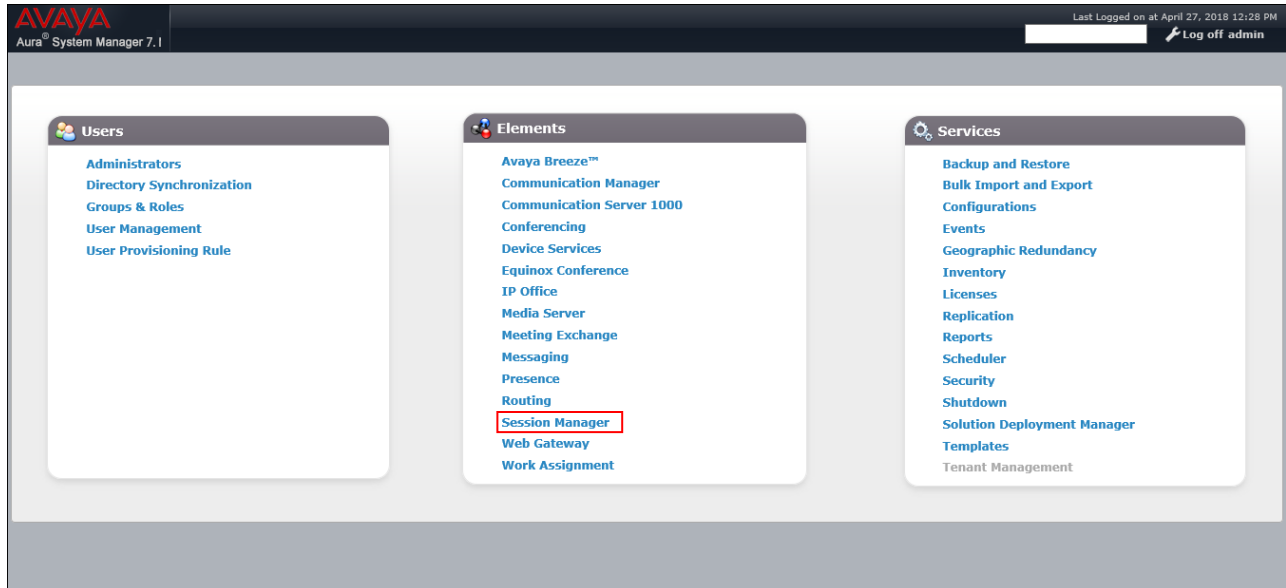 AVAYA
Aura® System Manager 7.1
Last Logged on at April 27, 2018 12:28 PM
Log off admin
Users
Administrators
Directory Synchronization
Groups & Roles
User Management
User Provisioning Rule
Elements
Avaya Breeze™
Communication Manager
Communication Server 1000
Conferencing
Device Services
Equinox Conference
IP Office
Media Server
Meeting Exchange
Messaging
Presence
Routing
Session Manager
Web Gateway
Work Assignment
Services
Backup and Restore
Bulk Import and Export
Configurations
Events
Geographic Redundancy
Inventory
Licenses
Replication
Reports
Scheduler
Security
Shutdown
Solution Deployment Manager
Templates
Tenant Management